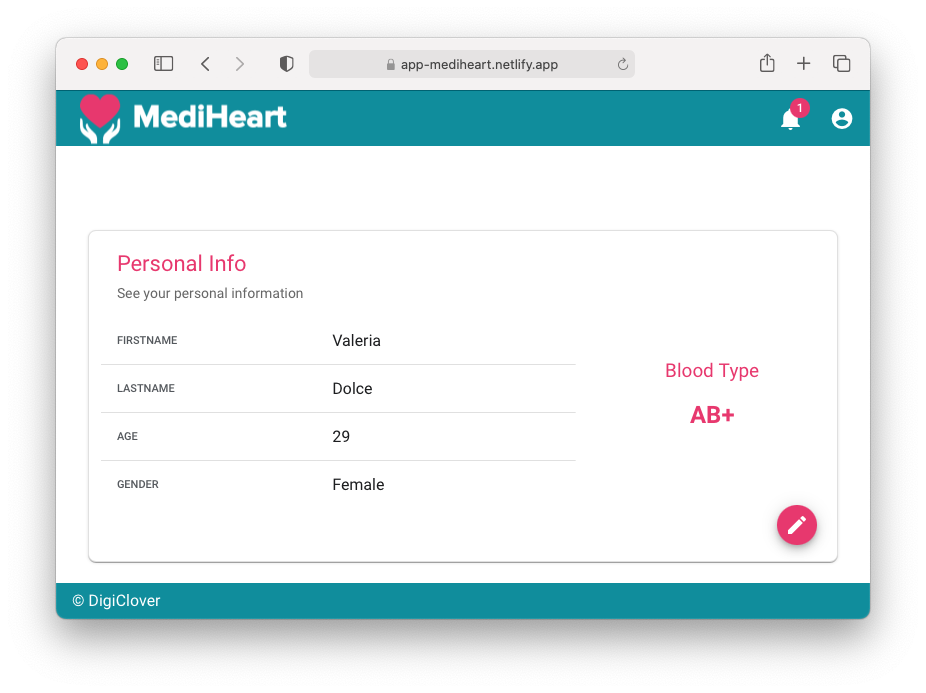 app-mediheart.netlify.app
MediHeart
1
Personal Info
See your personal information
FIRSTNAME Valeria
LASTNAME Dolce
AGE 29
GENDER Female
Blood Type
AB+
© DigiClover